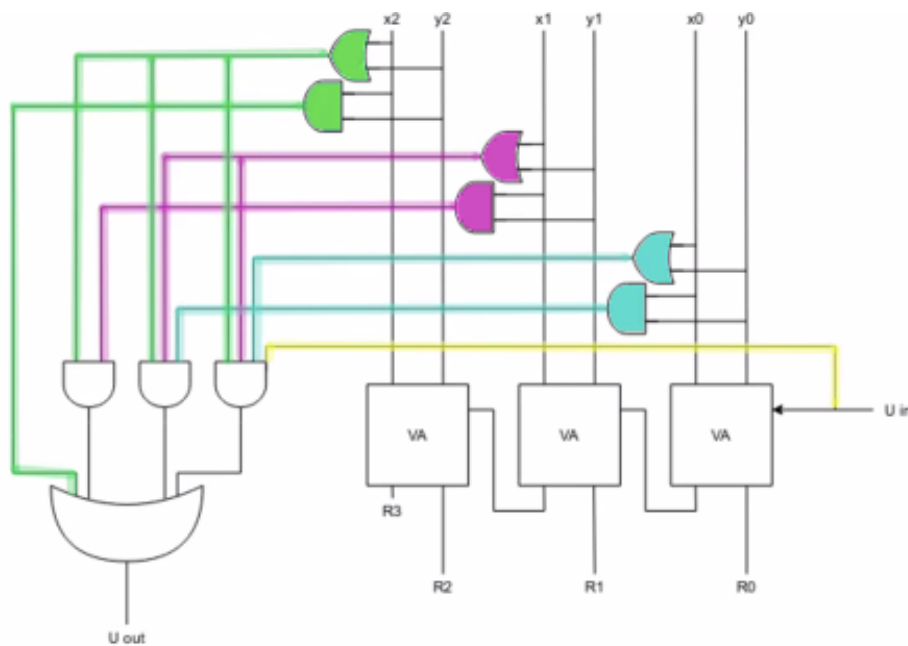 x2 y2 x1 y1 x0 y0
VA VA VA U in
R3
R2 R1 R0
U out